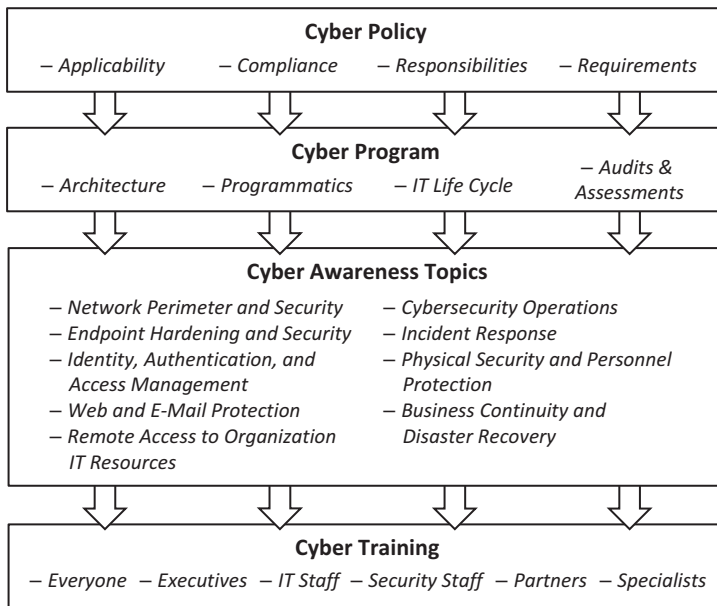 Cyber Policy
– Applicability – Compliance – Responsibilities – Requirements
Cyber Program
– Architecture – Programmatics – IT Life Cycle – Audits &
Assessments
Cyber Awareness Topics
– Network Perimeter and Security
– Endpoint Hardening and Security
– Identity, Authentication, and
Access Management
– Web and E-Mail Protection
– Remote Access to Organization
IT Resources
– Cybersecurity Operations
– Incident Response
– Physical Security and Personnel
Protection
– Business Continuity and
Disaster Recovery
Cyber Training
– Everyone – Executives – IT Staff – Security Staff – Partners – Specialists